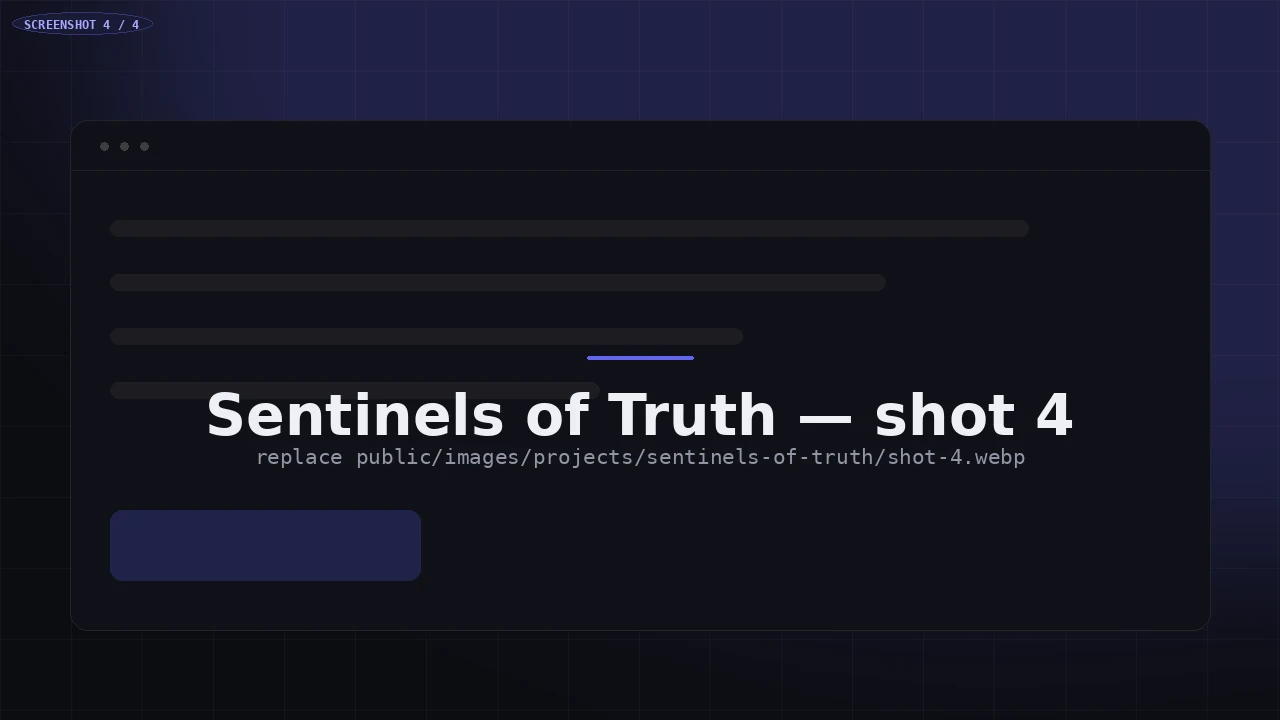 SCREENSHOT 4 / 4
Sentinels of Truth — shot 4
replace public/images/projects/sentinels-of-truth/shot-4.webp